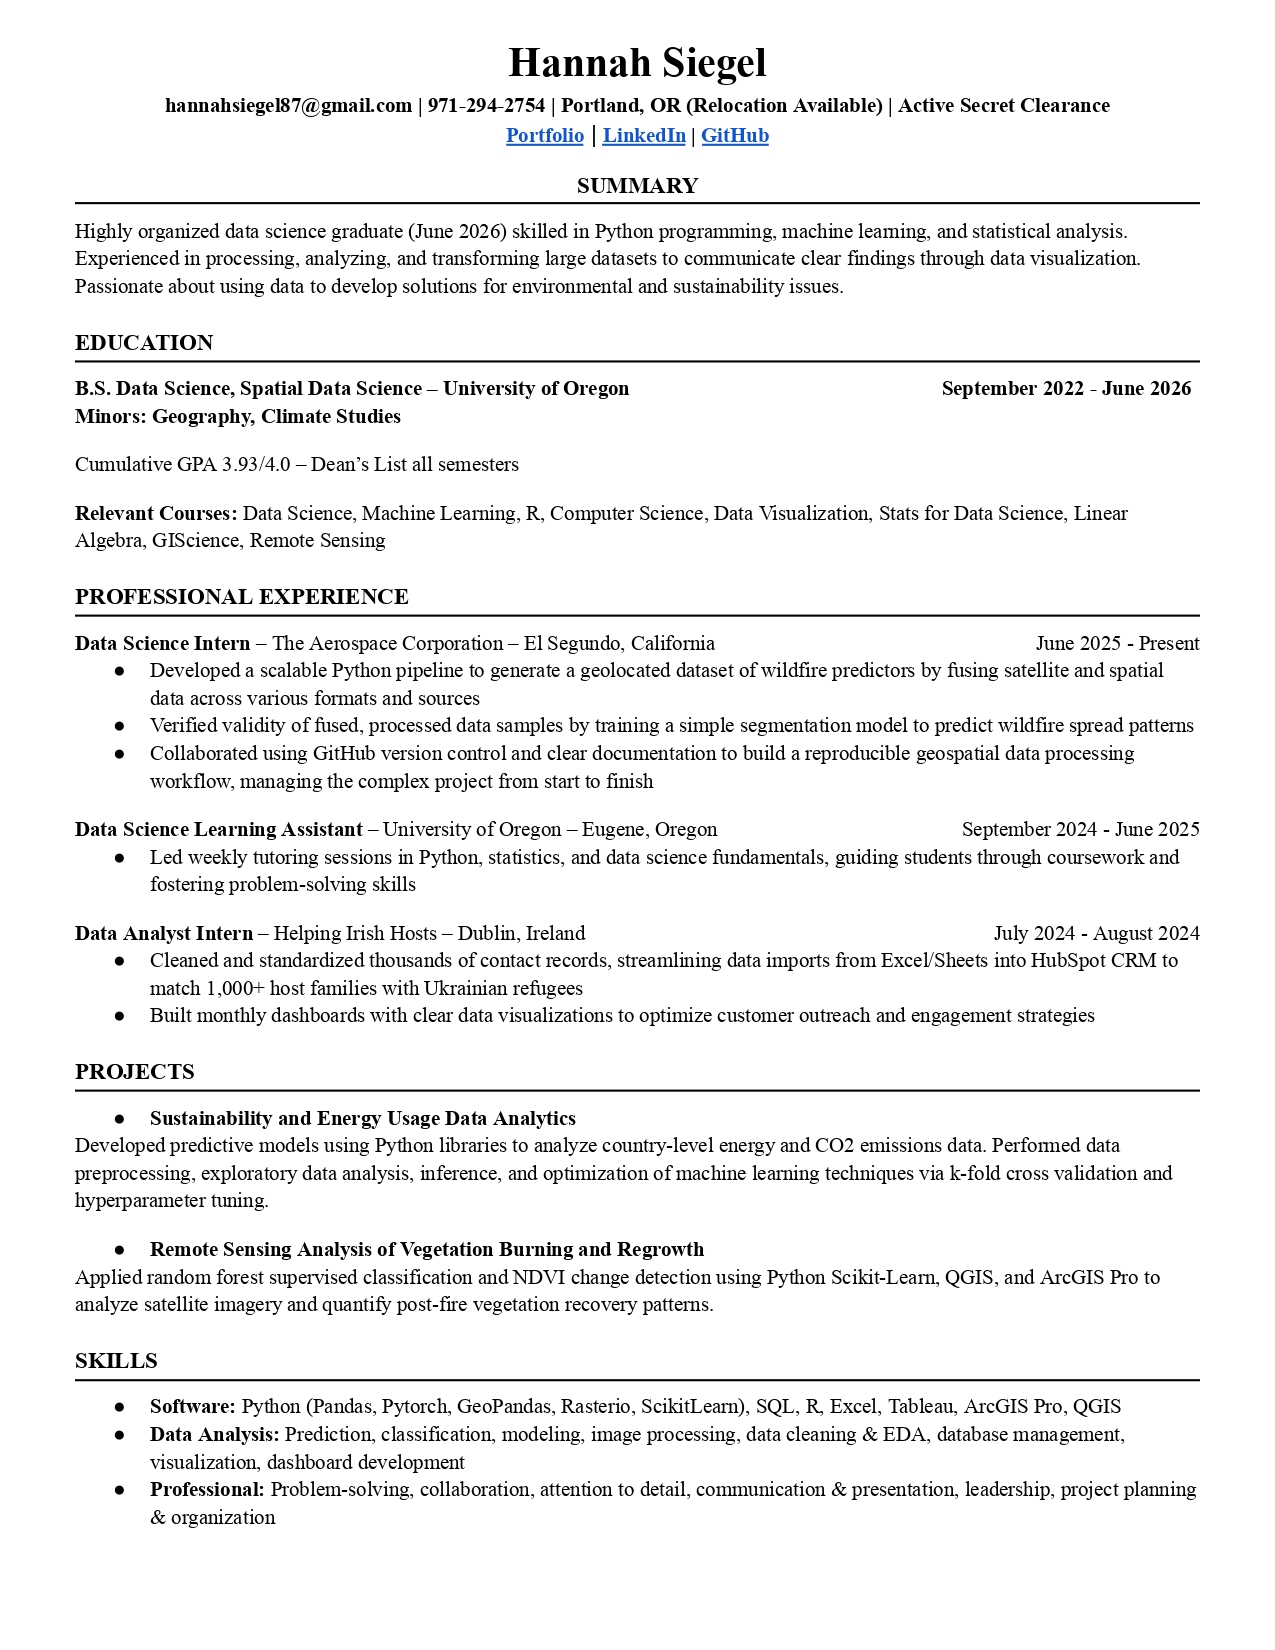 Hannah Siegel
hannahsiegel87@gmail.com | 971-294-2754 | Portland, OR (Relocation Available) | Active Secret Clearance
Portfolio | LinkedIn | GitHub
SUMMARY
Highly organized data science graduate (June 2026) skilled in Python programming, machine learning, and statistical analysis.
Experienced in processing, analyzing, and transforming large datasets to communicate clear findings through data visualization.
Passionate about using data to develop solutions for environmental and sustainability issues.
EDUCATION
B.S. Data Science, Spatial Data Science – University of Oregon September 2022 - June 2026
Minors: Geography, Climate Studies
Cumulative GPA 3.93/4.0 – Dean’s List all semesters
Relevant Courses: Data Science, Machine Learning, R, Computer Science, Data Visualization, Stats for Data Science, Linear
Algebra, GIScience, Remote Sensing
PROFESSIONAL EXPERIENCE
Data Science Intern – The Aerospace Corporation – El Segundo, California June 2025 - Present
● Developed a scalable Python pipeline to generate a geolocated dataset of wildfire predictors by fusing satellite and spatial
data across various formats and sources
● Verified validity of fused, processed data samples by training a simple segmentation model to predict wildfire spread patterns
● Collaborated using GitHub version control and clear documentation to build a reproducible geospatial data processing
workflow, managing the complex project from start to finish
Data Science Learning Assistant – University of Oregon – Eugene, Oregon September 2024 - June 2025
● Led weekly tutoring sessions in Python, statistics, and data science fundamentals, guiding students through coursework and
fostering problem-solving skills
Data Analyst Intern – Helping Irish Hosts – Dublin, Ireland July 2024 - August 2024
● Cleaned and standardized thousands of contact records, streamlining data imports from Excel/Sheets into HubSpot CRM to
match 1,000+ host families with Ukrainian refugees
● Built monthly dashboards with clear data visualizations to optimize customer outreach and engagement strategies
PROJECTS
● Sustainability and Energy Usage Data Analytics
Developed predictive models using Python libraries to analyze country-level energy and CO2 emissions data. Performed data
preprocessing, exploratory data analysis, inference, and optimization of machine learning techniques via k-fold cross validation and
hyperparameter tuning.
● Remote Sensing Analysis of Vegetation Burning and Regrowth
Applied random forest supervised classification and NDVI change detection using Python Scikit-Learn, QGIS, and ArcGIS Pro to
analyze satellite imagery and quantify post-fire vegetation recovery patterns.
SKILLS
● Software: Python (Pandas, Pytorch, GeoPandas, Rasterio, ScikitLearn), SQL, R, Excel, Tableau, ArcGIS Pro, QGIS
● Data Analysis: Prediction, classification, modeling, image processing, data cleaning & EDA, database management,
visualization, dashboard development
● Professional: Problem-solving, collaboration, attention to detail, communication & presentation, leadership, project planning
& organization